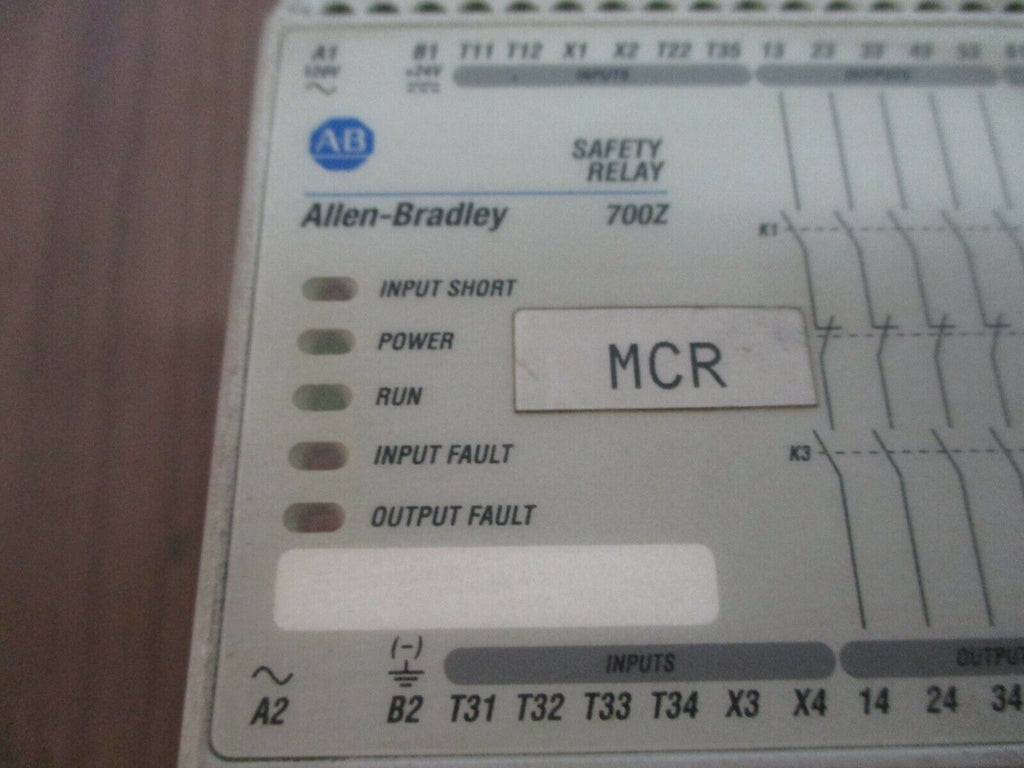 A1 B1 T11 T12 X1 X2 T22 T35 13 23 33 43 53
120V +24V INPUTS OUTPUTS
AB
SAFETY
RELAY
Allen-Bradley 700Z
K1
INPUT SHORT
POWER
MCR
RUN
K3
INPUT FAULT
OUTPUT FAULT
(-)
INPUTS OUTPUT
A2 B2 T31 T32 T33 T34 X3 X4 14 24 34